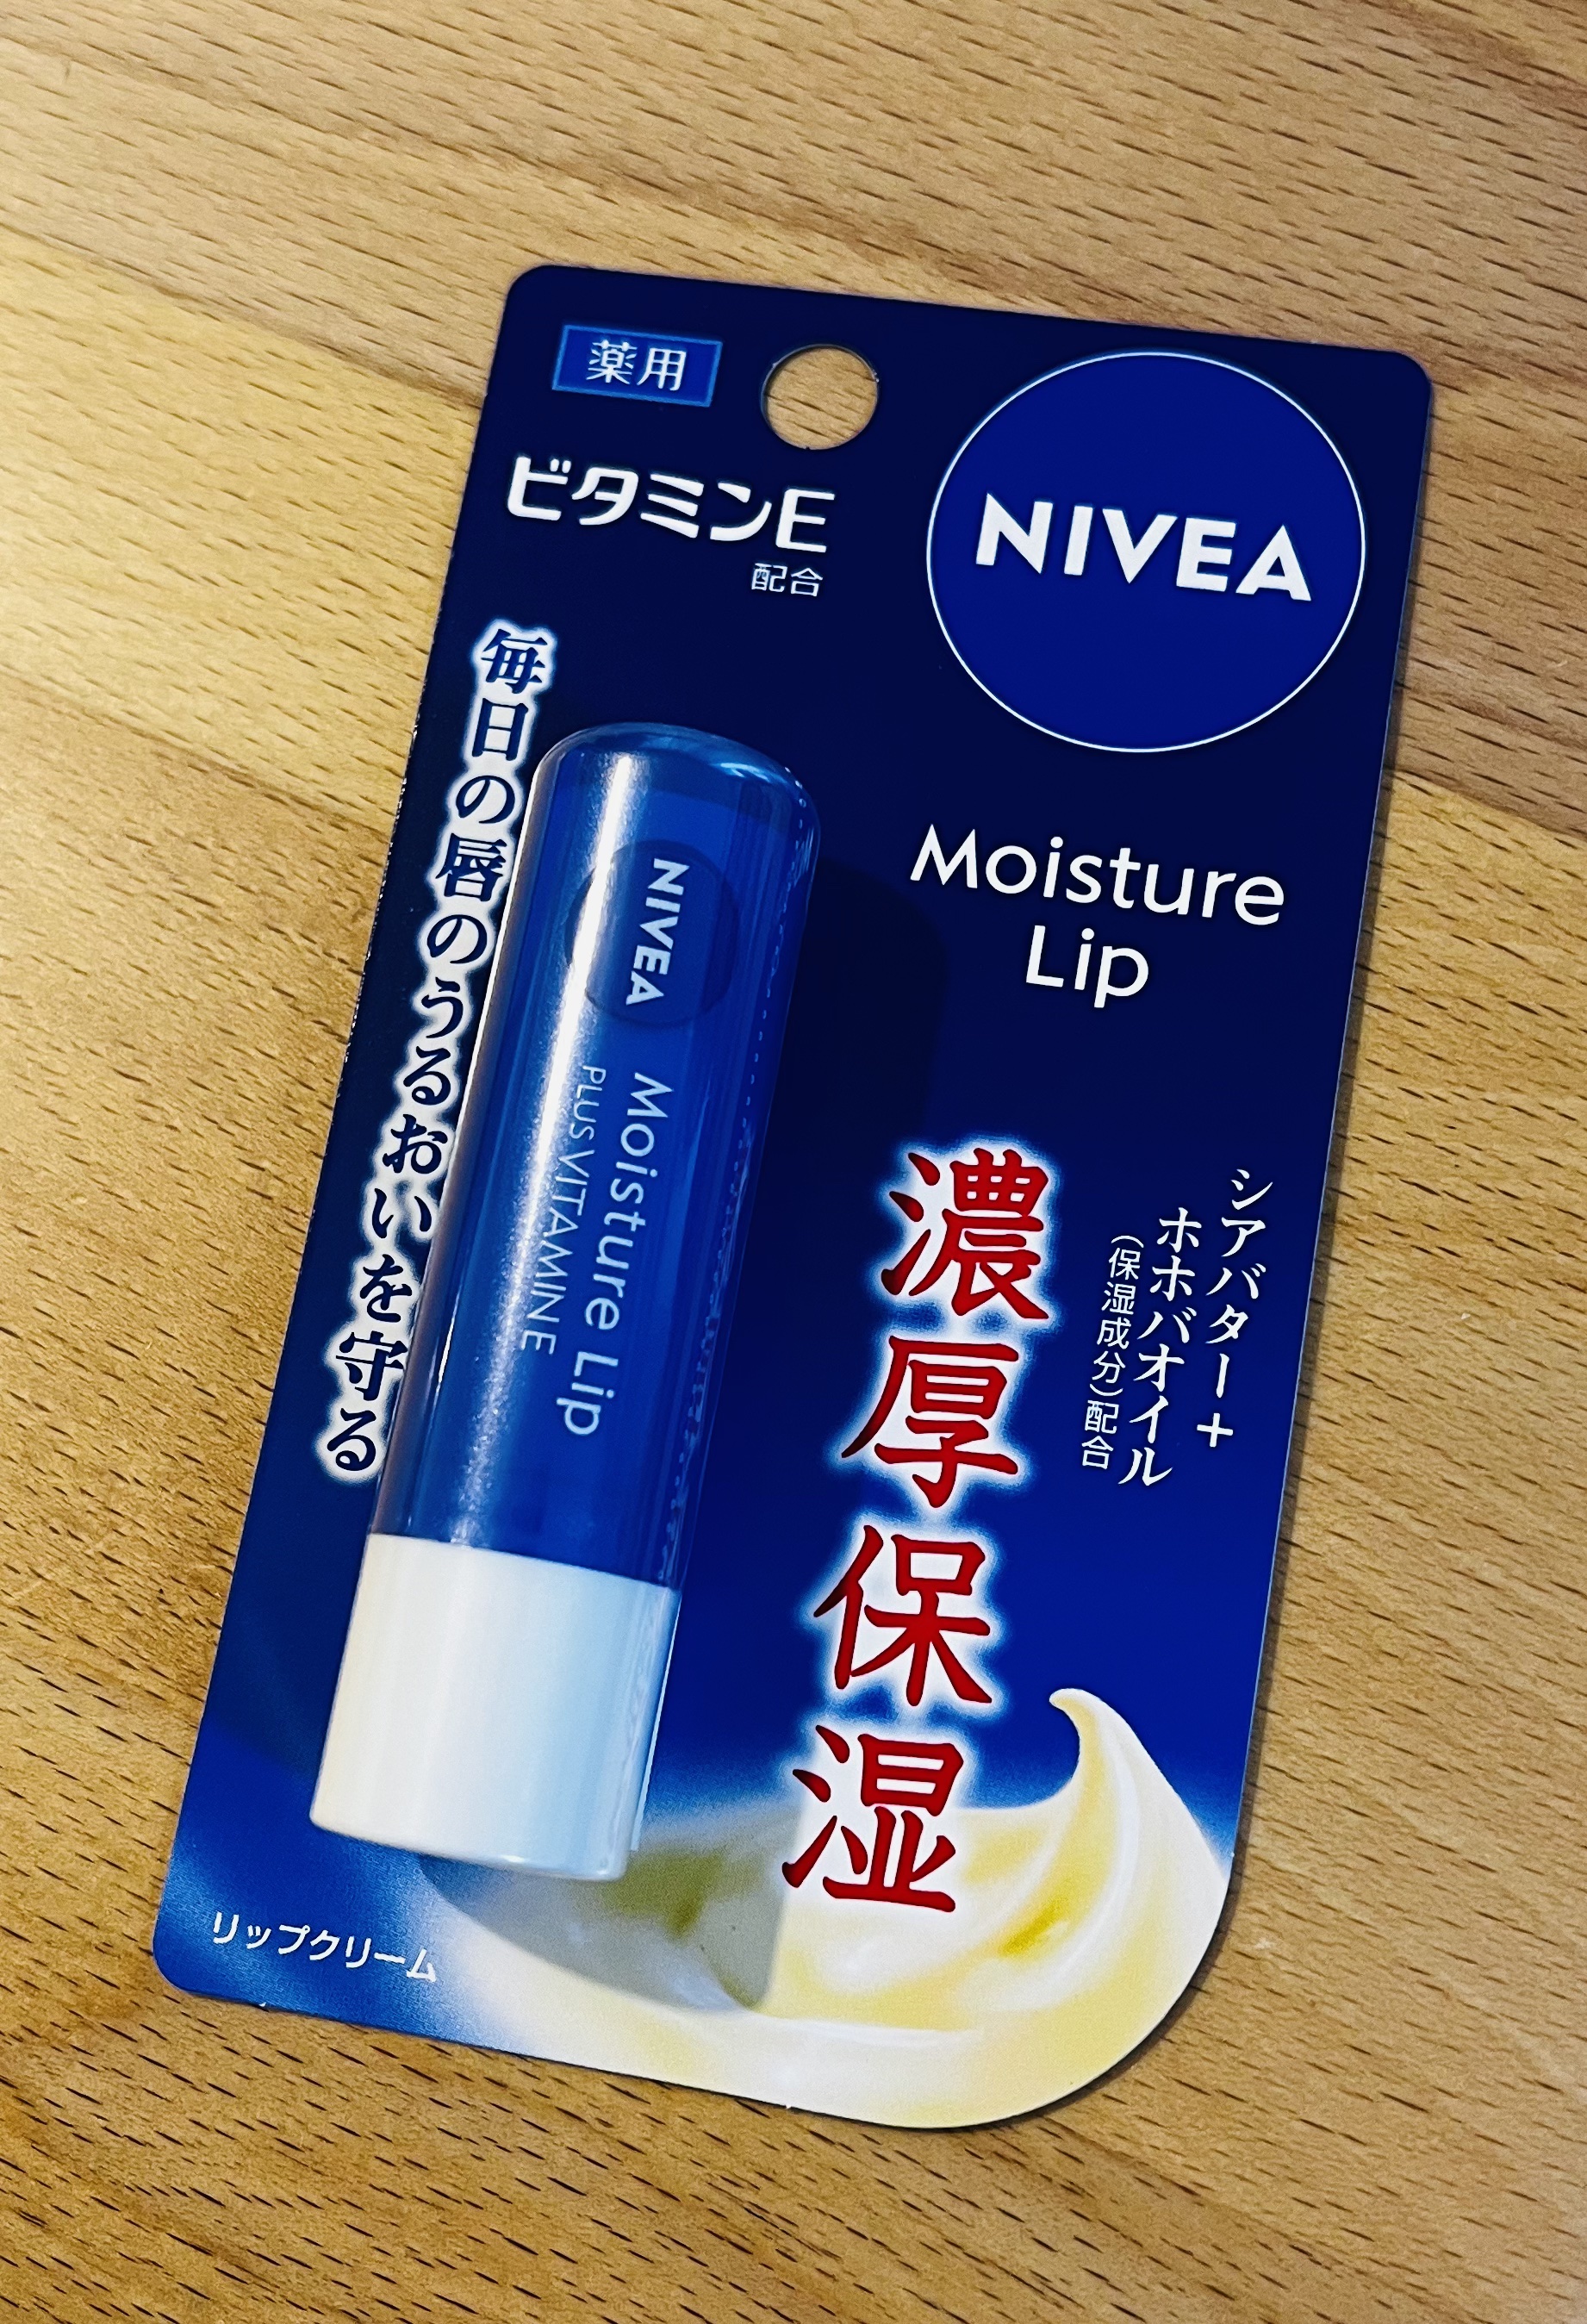 薬用
ビタミンE
配合
NIVEA
Moisture
Lip
シアバター+
ホホバオイル
(保湿成分)配合
濃厚保湿
毎日の唇のうるおいを守る
NIVEA Moisture Lip
PLUS VITAMIN E
リップクリーム